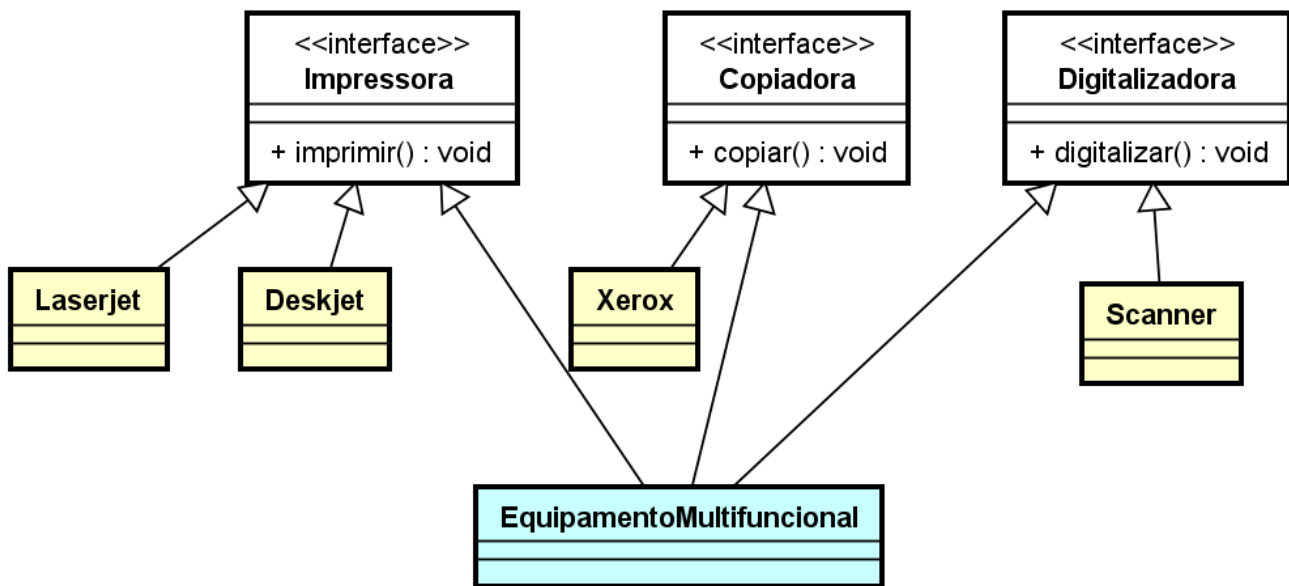 <<interface>>
Impressora
+ imprimir() : void
<<interface>>
Copiadora
+ copiar() : void
<<interface>>
Digitalizadora
+ digitalizar() : void
Laserjet
Deskjet
Xerox
Scanner
EquipamentoMultifuncional